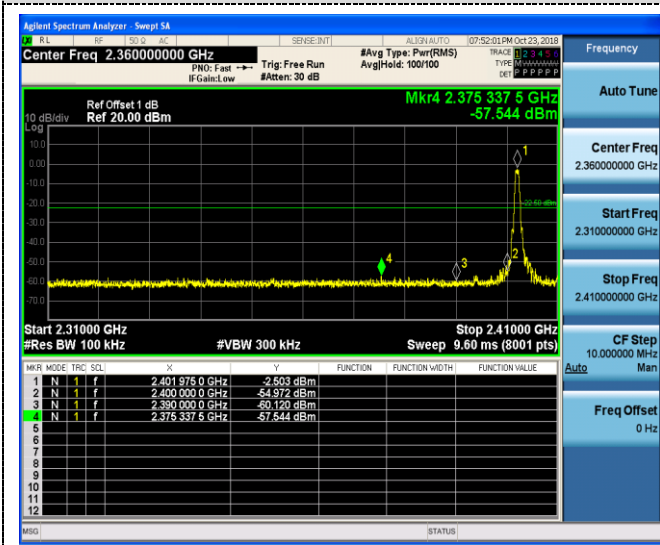 Agilent Spectrum Analyzer - Swept SA
RL RF 50 Ω AC SENSE:INT ALIGN AUTO 07:52:01 PM Oct 23, 2018
Center Freq 2.360000000 GHz #Avg Type: Pwr(RMS) TRACE 1 2 3 4 5 6
PNO: Fast Trig: Free Run Avg|Hold: 100/100 TYPE M
IFGain:Low #Atten: 30 dB DET P P P P P P
Frequency
Auto Tune
Center Freq
2.360000000 GHz
Start Freq
2.310000000 GHz
Stop Freq
2.410000000 GHz
CF Step
10.000000 MHz
Auto Man
Freq Offset
0 Hz
Mkr4 2.375 337 5 GHz
-57.544 dBm
Ref Offset 1 dB
10 dB/div Ref 20.00 dBm
Log
10.0
0.00
-10.0
-20.0
-30.0
-40.0
-50.0
-60.0
-70.0
1
-22.50 dBm
2
3
4
Start 2.31000 GHz Stop 2.41000 GHz
#Res BW 100 kHz #VBW 300 kHz Sweep 9.60 ms (8001 pts)
MKR MODE TRC SCL X Y FUNCTION FUNCTION WIDTH FUNCTION VALUE
1 N 1 f 2.401 975 0 GHz -2.503 dBm
2 N 1 f 2.400 000 0 GHz -54.972 dBm
3 N 1 f 2.390 000 0 GHz -60.120 dBm
4 N 1 f 2.375 337 5 GHz -57.544 dBm
5
6
7
8
9
10
11
12
MSG STATUS